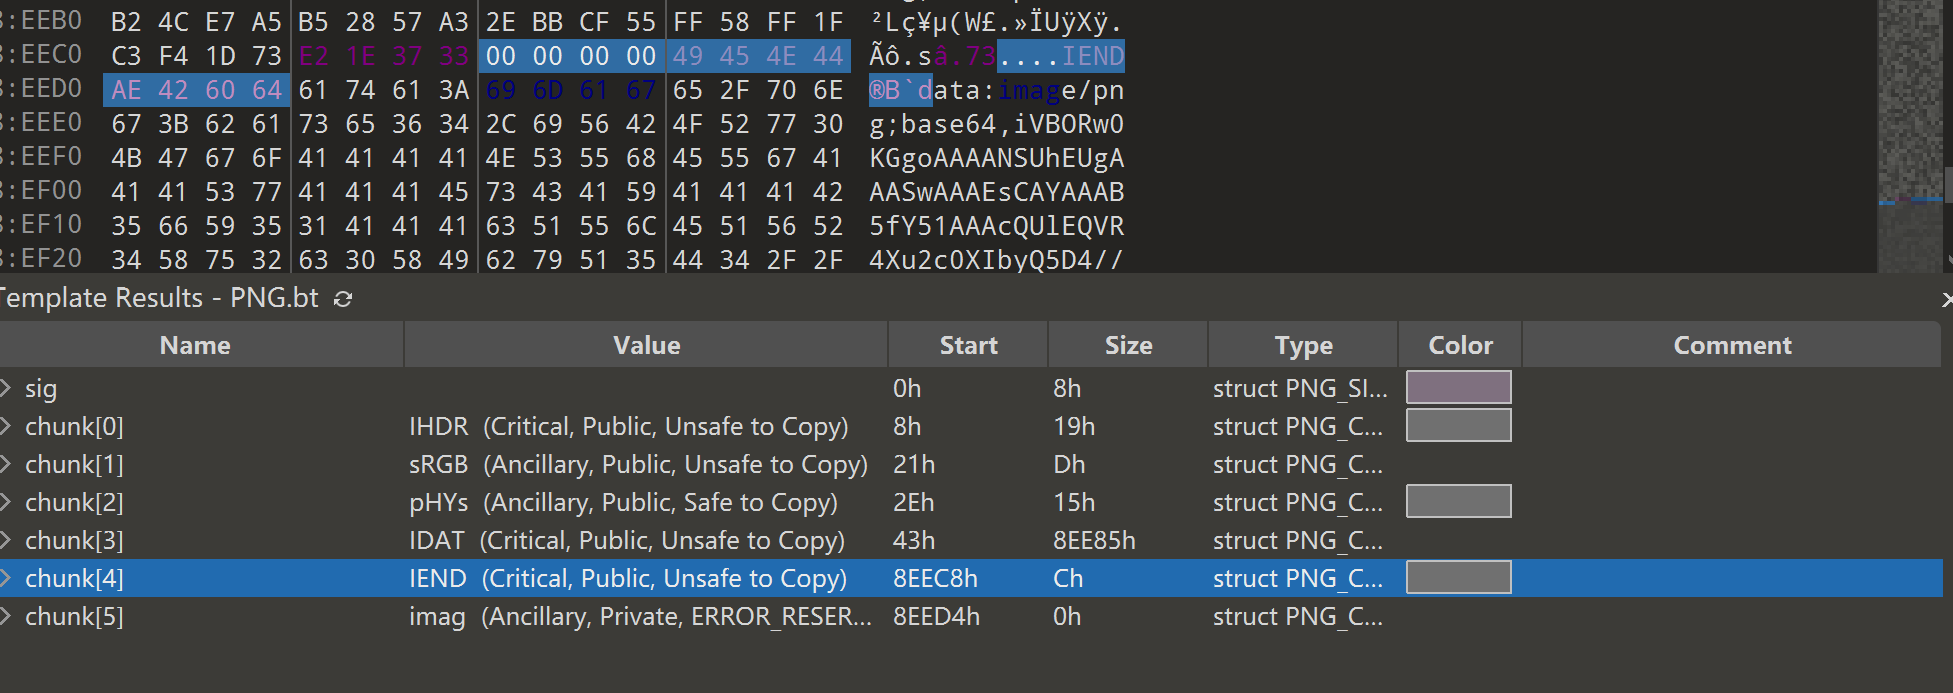 :EEB0 B2 4C E7 A5 B5 28 57 A3 2E BB CF 55 FF 58 FF 1F ²Lç¥µ(W£.»ÏUÿXÿ.
:EEC0 C3 F4 1D 73 E2 1E 37 33 00 00 00 00 49 45 4E 44 Ãô.sâ.73....IEND
:EED0 AE 42 60 64 61 74 61 3A 69 6D 61 67 65 2F 70 6E ®B`data:image/pn
:EEE0 67 3B 62 61 73 65 36 34 2C 69 56 42 4F 52 77 30 g;base64,iVBORw0
:EEF0 4B 47 67 6F 41 41 41 41 4E 53 55 68 45 55 67 41 KGgoAAAANSUhEUgA
:EF00 41 41 53 77 41 41 41 45 73 43 41 59 41 41 41 42 AASwAAAEsCAYAAAB
:EF10 35 66 59 35 31 41 41 41 63 51 55 6C 45 51 56 52 5fY51AAAcQUlEQVR
:EF20 34 58 75 32 63 30 58 49 62 79 51 35 44 34 2F 2F 4Xu2c0XIbyQ5D4//
Template Results - PNG.bt
Name Value Start Size Type Color Comment
sig 0h 8h struct PNG_SI...
chunk[0] IHDR (Critical, Public, Unsafe to Copy) 8h 19h struct PNG_C...
chunk[1] sRGB (Ancillary, Public, Unsafe to Copy) 21h Dh struct PNG_C...
chunk[2] pHYs (Ancillary, Public, Safe to Copy) 2Eh 15h struct PNG_C...
chunk[3] IDAT (Critical, Public, Unsafe to Copy) 43h 8EE85h struct PNG_C...
chunk[4] IEND (Critical, Public, Unsafe to Copy) 8EEC8h Ch struct PNG_C...
chunk[5] imag (Ancillary, Private, ERROR_RESER... 8EED4h 0h struct PNG_C...